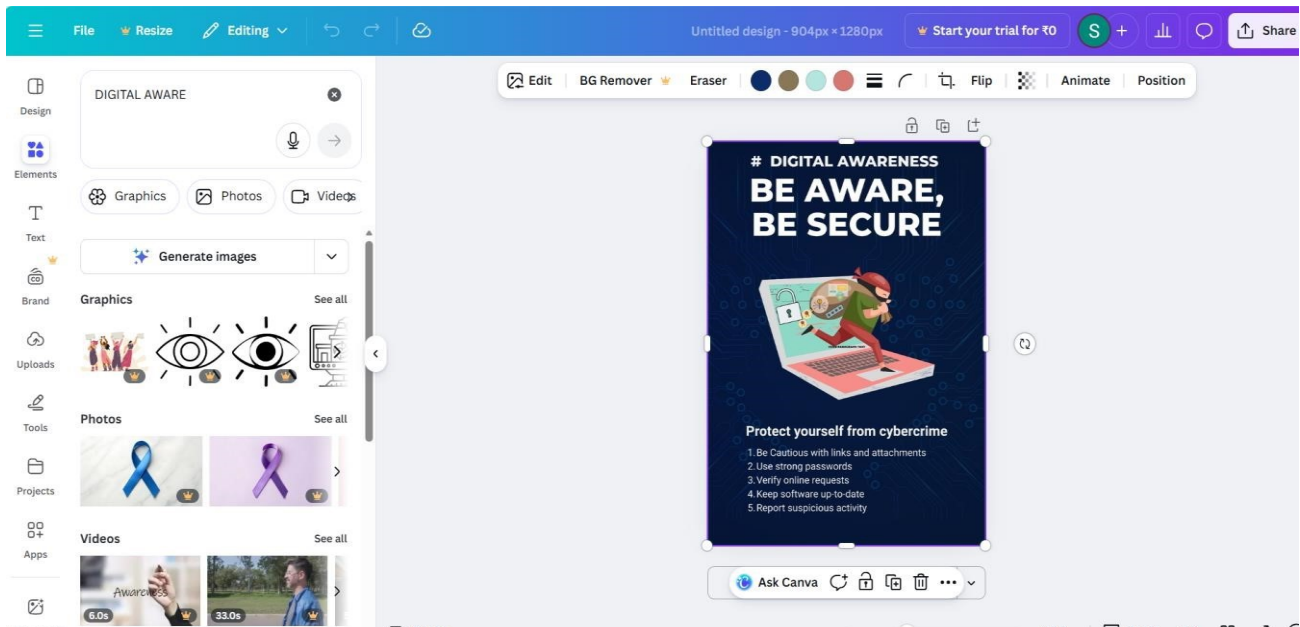 File Resize Editing Untitled design - 904px × 1280px Start your trial for ₹0 S + Share
Edit BG Remover Eraser Flip Animate Position
Design
Elements
Text
Brand
Uploads
Tools
Projects
Apps
DIGITAL AWARE
Graphics Photos Videos
Generate images
Graphics See all
Photos See all
Videos See all
Awareness
6.0s 33.0s
# DIGITAL AWARENESS
BE AWARE,
BE SECURE
Protect yourself from cybercrime
1. Be Cautious with links and attachments
2. Use strong passwords
3. Verify online requests
4. Keep software up-to-date
5. Report suspicious activity
Ask Canva